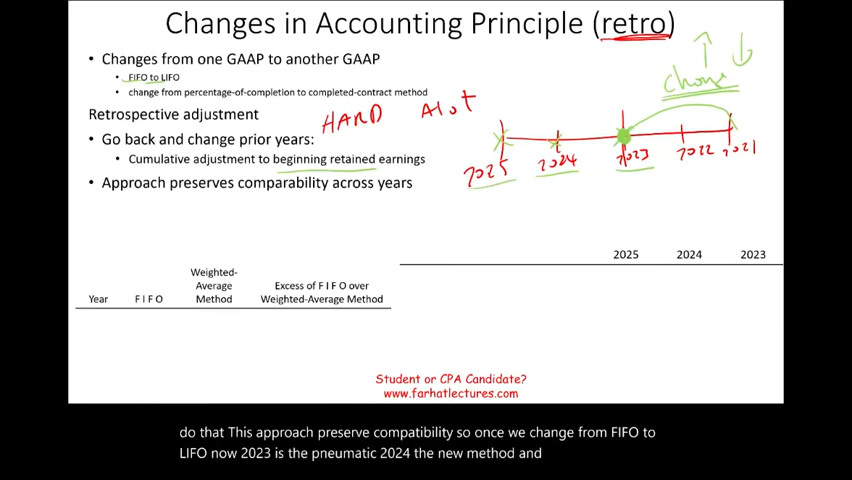 Changes in Accounting Principle (retro)
• Changes from one GAAP to another GAAP
• FIFO to LIFO
• change from percentage-of-completion to completed-contract method
Retrospective adjustment
HARD Alot
change
• Go back and change prior years:
• Cumulative adjustment to beginning retained earnings
• Approach preserves comparability across years
2025 2024 2023 2022 2021
2025 2024 2023
Year FIFO Weighted-Average Method Excess of FIFO over Weighted-Average Method
Student or CPA Candidate?
www.farhatlectures.com
do that This approach preserve compatibility so once we change from FIFO to
LIFO now 2023 is the pneumatic 2024 the new method and